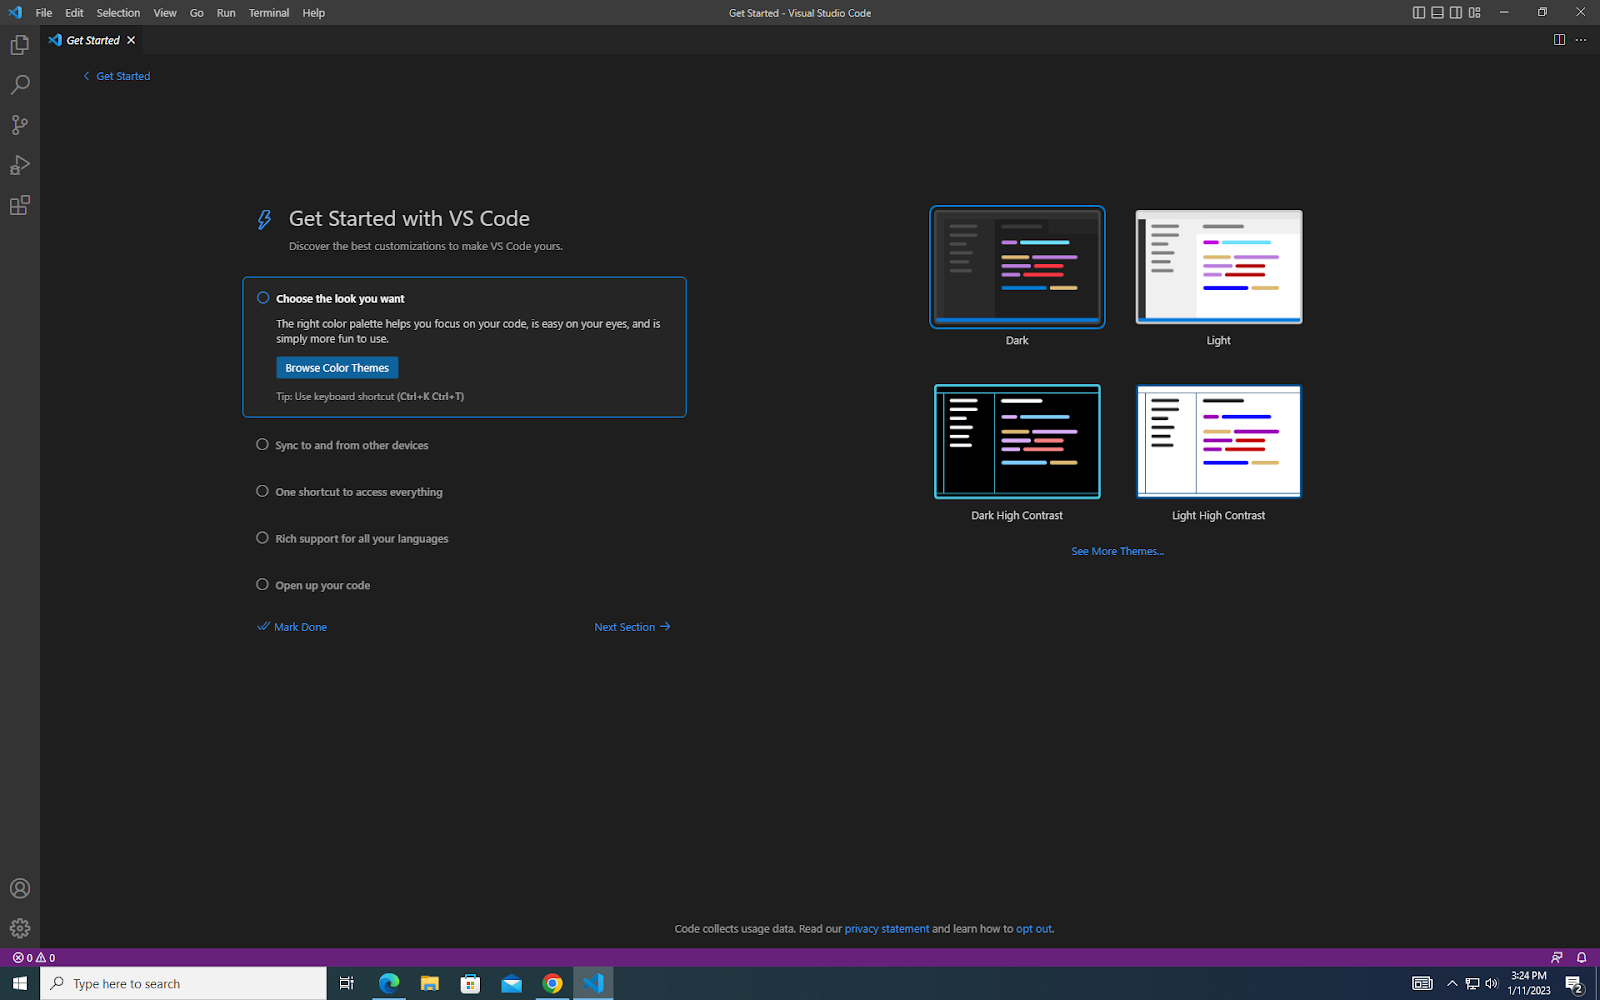 File Edit Selection View Go Run Terminal Help
Get Started - Visual Studio Code
Get Started
Get Started
Get Started with VS Code
Discover the best customizations to make VS Code yours.
Choose the look you want
The right color palette helps you focus on your code, is easy on your eyes, and is
simply more fun to use.
Browse Color Themes
Tip: Use keyboard shortcut (Ctrl+K Ctrl+T)
Sync to and from other devices
One shortcut to access everything
Rich support for all your languages
Open up your code
Mark Done
Next Section
Dark
Light
Dark High Contrast
Light High Contrast
See More Themes...
Code collects usage data. Read our privacy statement and learn how to opt out.
0 0
Type here to search
3:24 PM
1/11/2023
2